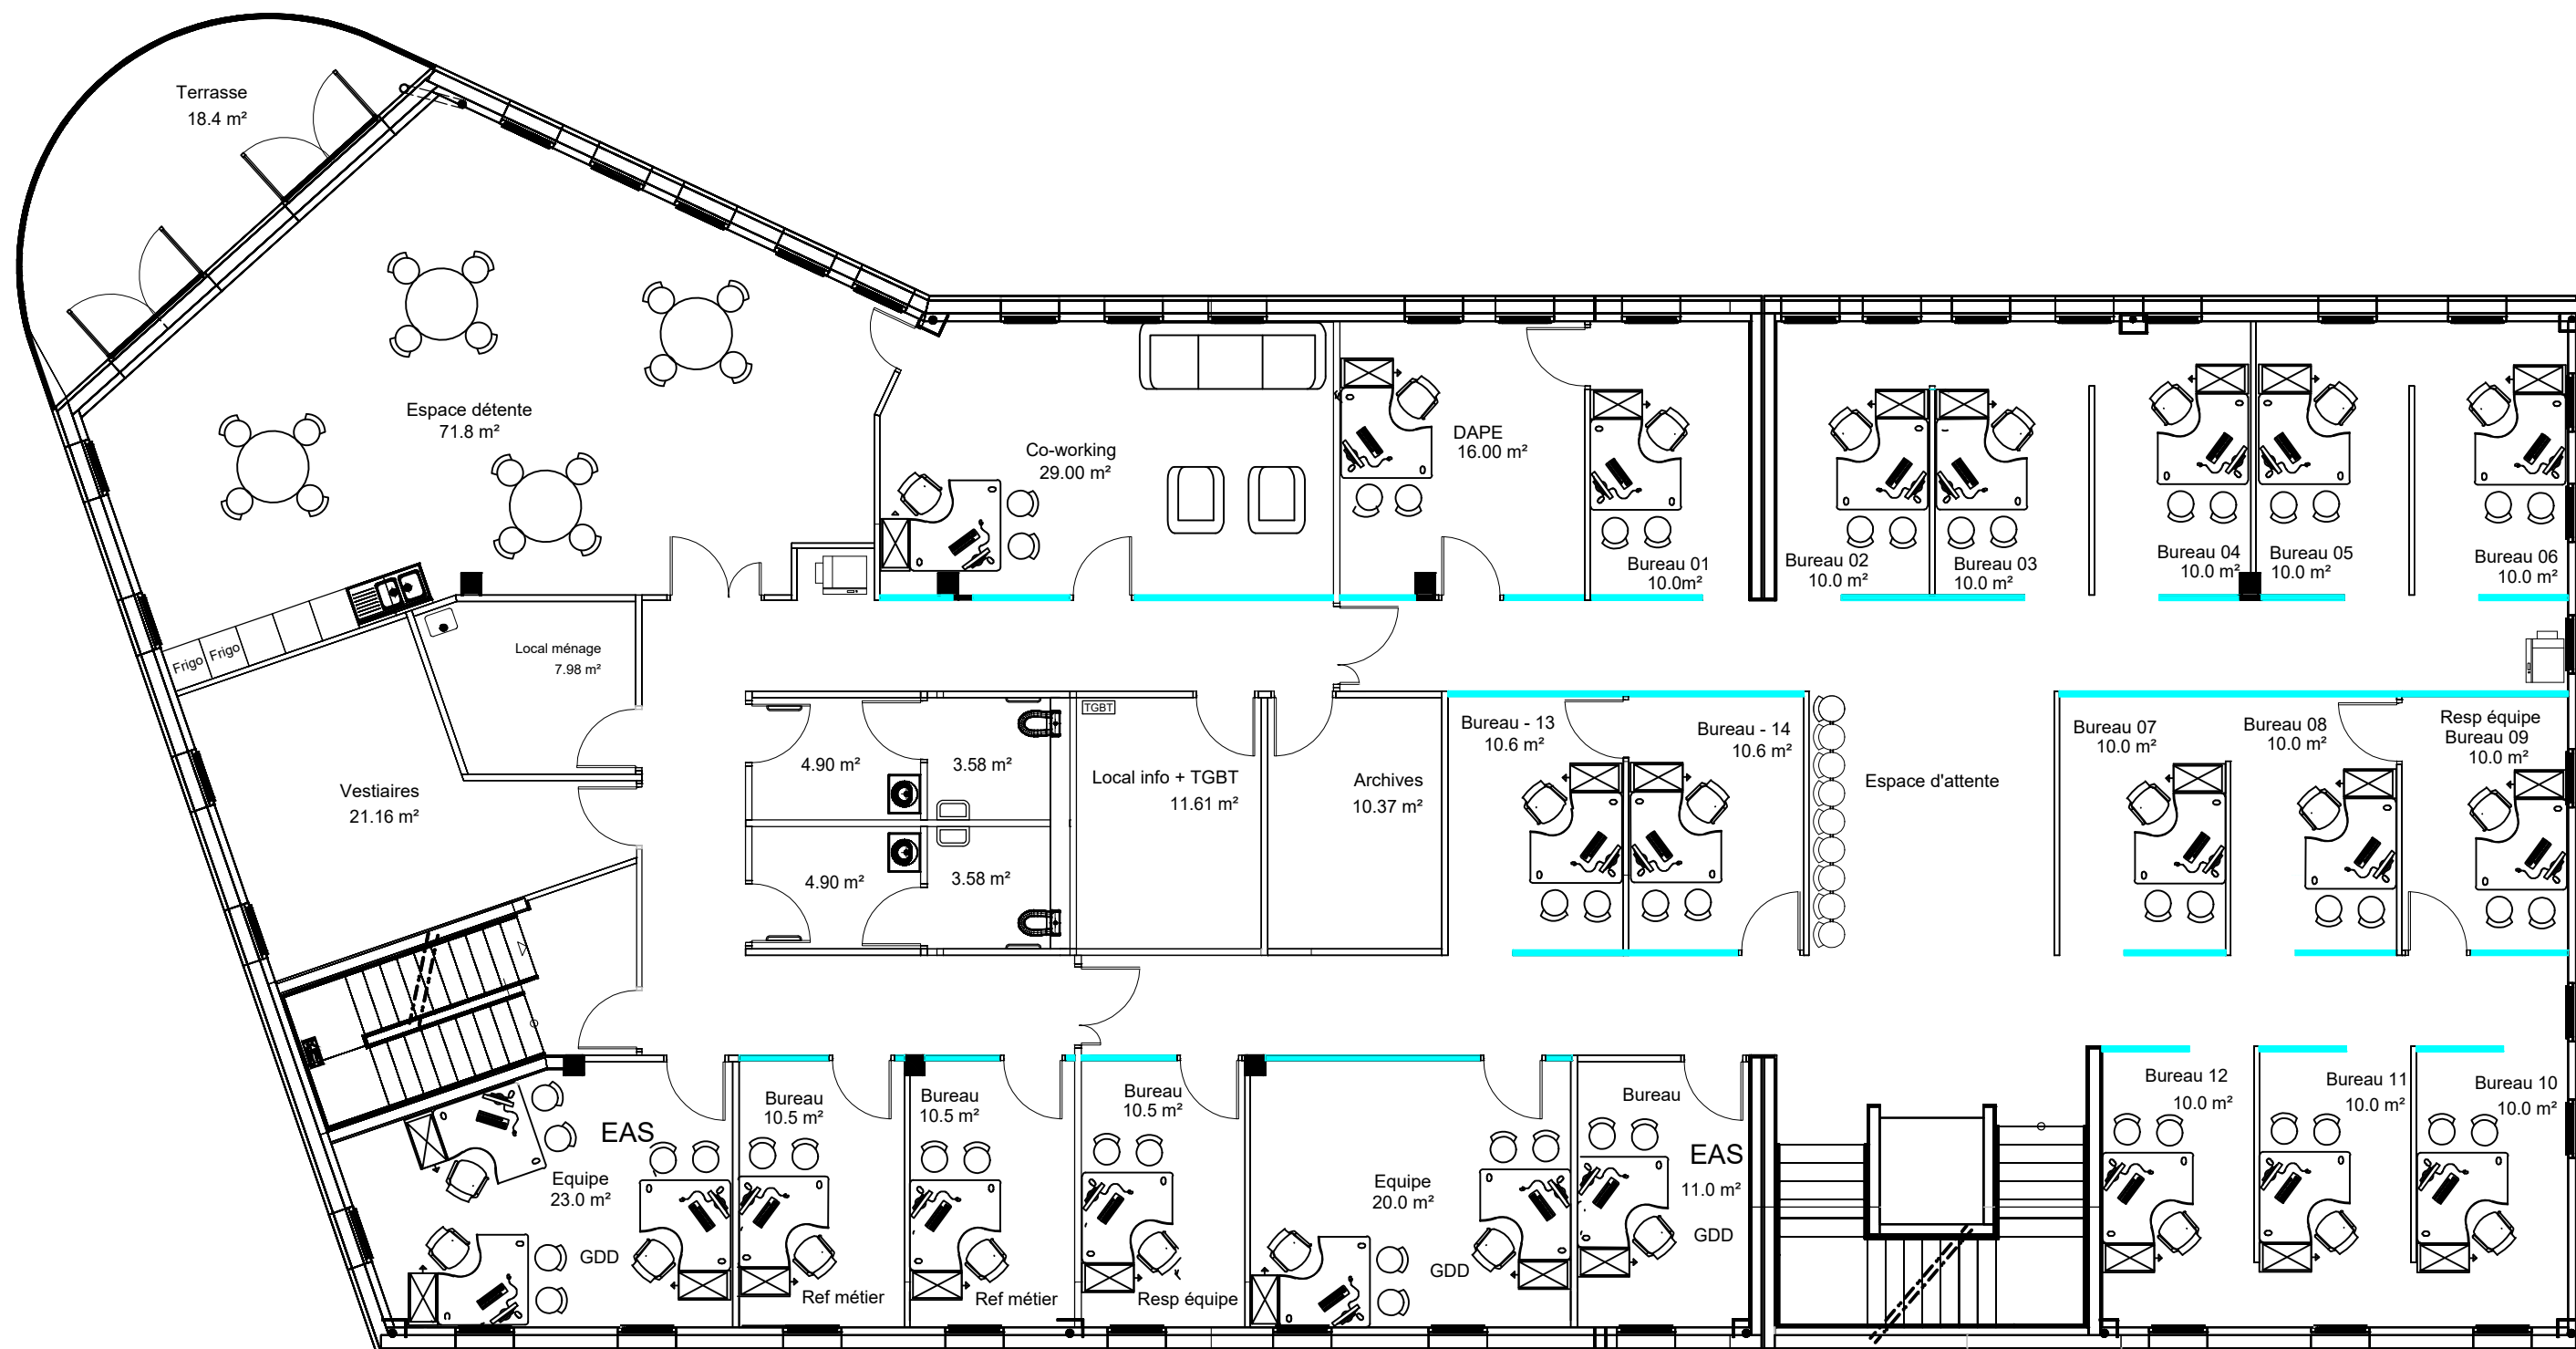 Terrasse
18.4 m²
Espace détente
71.8 m²
Co-working
29.00 m²
DAPE
16.00 m²
Bureau 01
10.0m²
Bureau 02
10.0 m²
Bureau 03
10.0 m²
Bureau 04
10.0 m²
Bureau 05
10.0 m²
Bureau 06
10.0 m²
Frigo
Frigo
Local ménage
7.98 m²
Vestiaires
21.16 m²
4.90 m²
3.58 m²
4.90 m²
3.58 m²
TGBT
Local info + TGBT
11.61 m²
Archives
10.37 m²
Bureau - 13
10.6 m²
Bureau - 14
10.6 m²
Espace d'attente
Bureau 07
10.0 m²
Bureau 08
10.0 m²
Resp équipe
Bureau 09
10.0 m²
EAS
Equipe
23.0 m²
GDD
Bureau
10.5 m²
Ref métier
Bureau
10.5 m²
Ref métier
Bureau
10.5 m²
Resp équipe
Equipe
20.0 m²
GDD
Bureau
EAS
11.0 m²
GDD
Bureau 12
10.0 m²
Bureau 11
10.0 m²
Bureau 10
10.0 m²